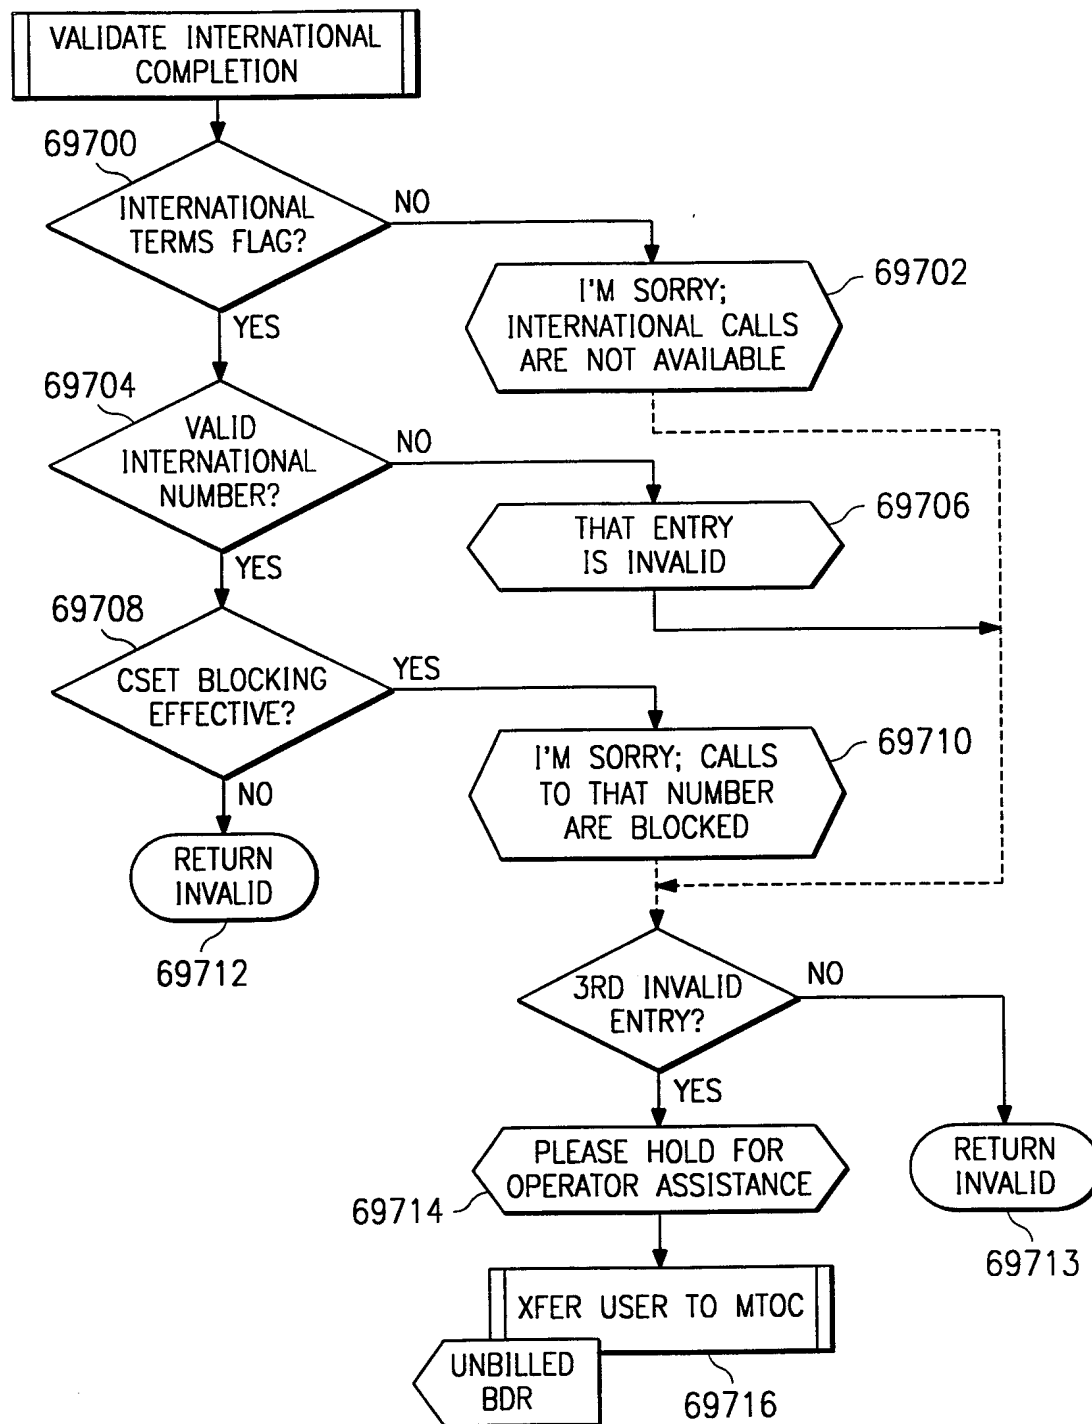 VALIDATE INTERNATIONAL
COMPLETION
69700
INTERNATIONAL
TERMS FLAG?
NO
YES
I'M SORRY;
INTERNATIONAL CALLS
ARE NOT AVAILABLE
69702
69704
VALID
INTERNATIONAL
NUMBER?
NO
YES
THAT ENTRY
IS INVALID
69706
69708
CSET BLOCKING
EFFECTIVE?
YES
NO
I'M SORRY; CALLS
TO THAT NUMBER
ARE BLOCKED
69710
RETURN
INVALID
69712
3RD INVALID
ENTRY?
NO
YES
PLEASE HOLD FOR
OPERATOR ASSISTANCE
69714
RETURN
INVALID
69713
XFER USER TO MTOC
UNBILLED
BDR
69716